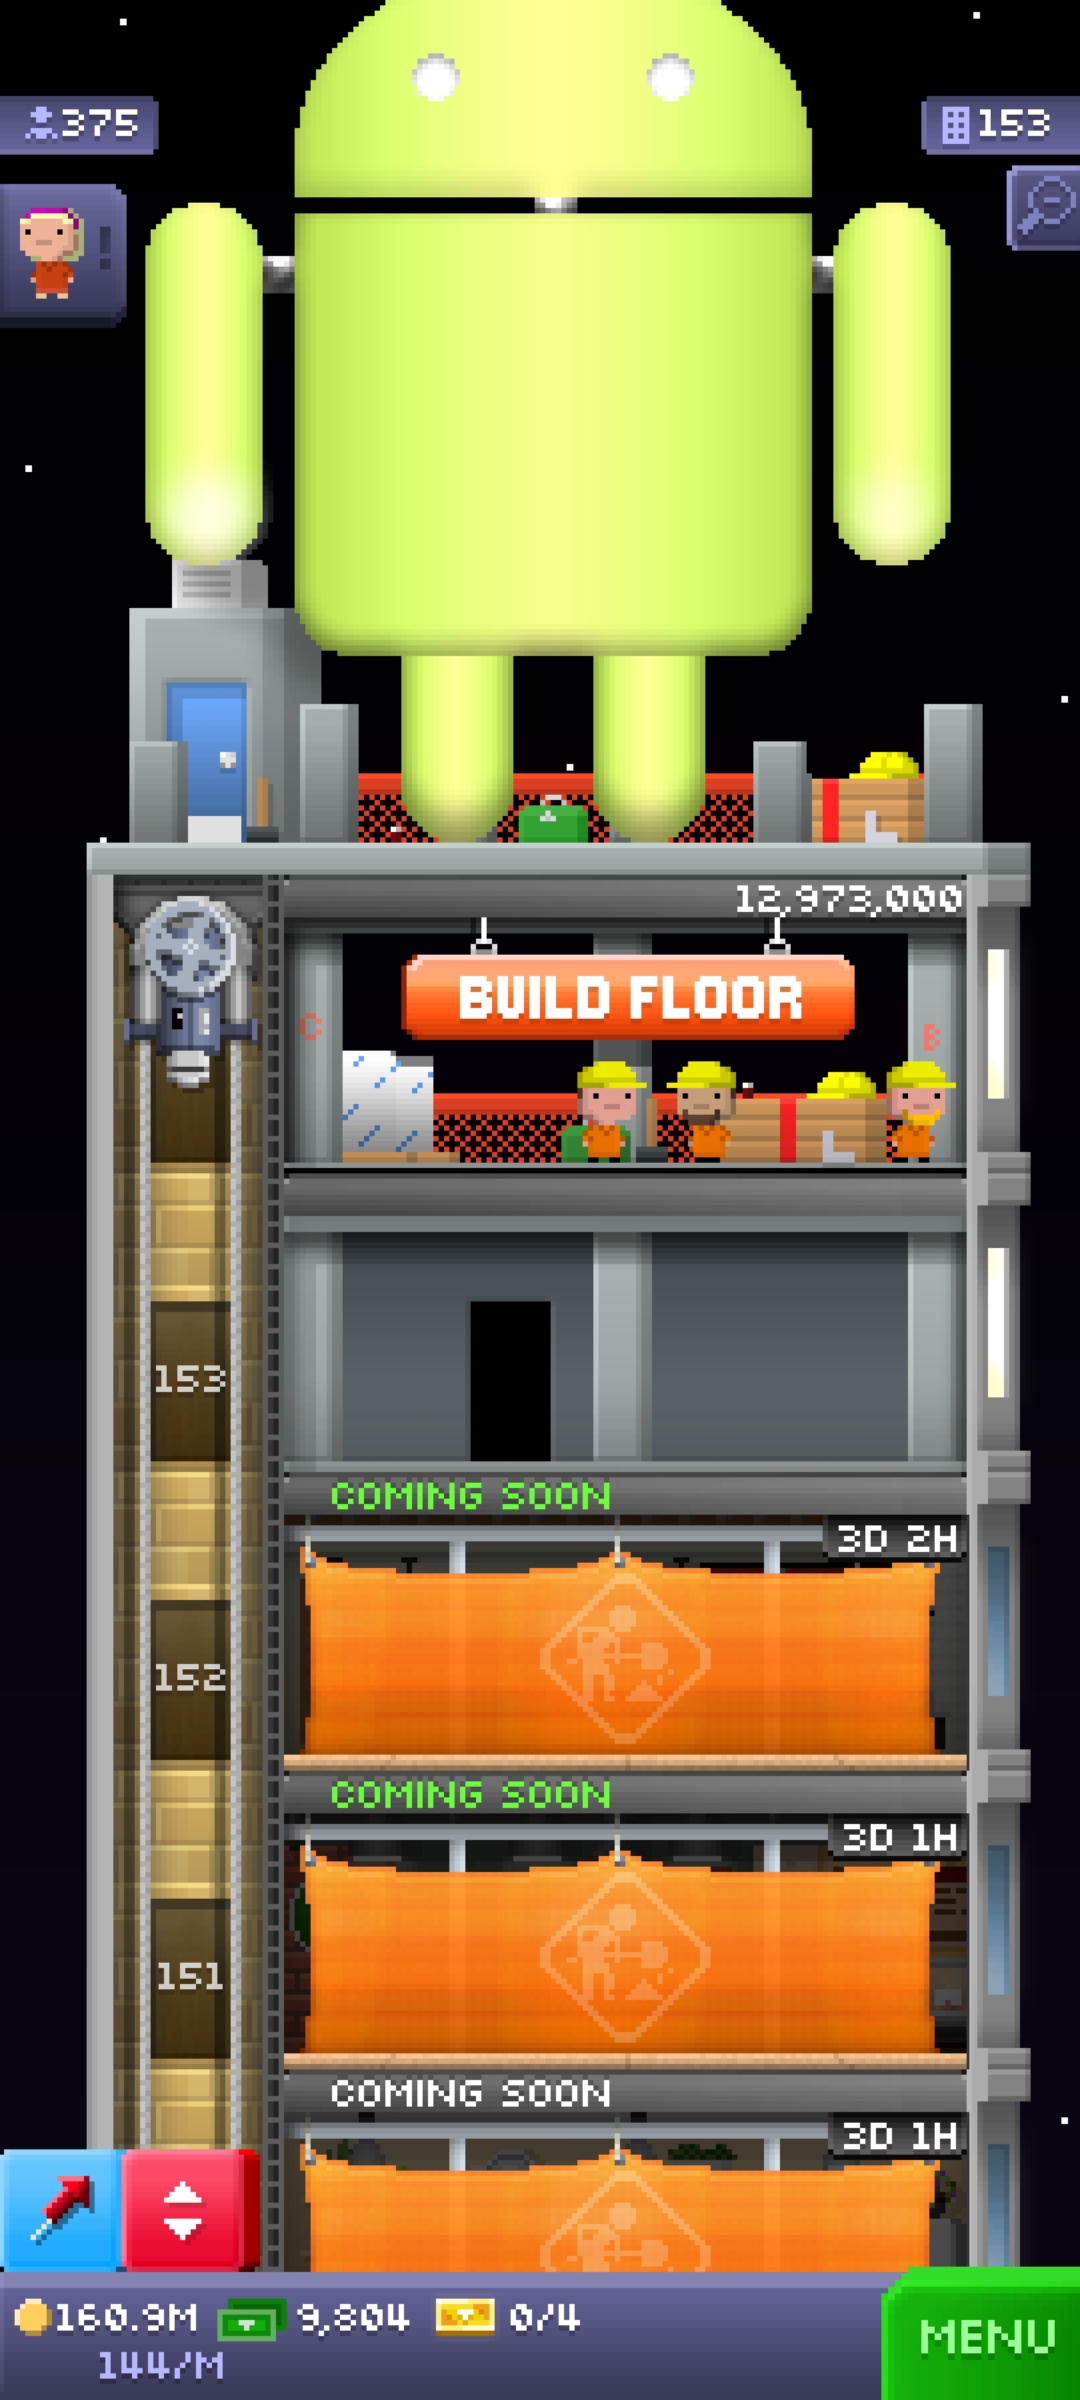 375
153
!
12,973,000
BUILD FLOOR
C
B
153
COMING SOON
3D 2H
152
COMING SOON
3D 1H
151
COMING SOON
3D 1H
160.9M 9,804 0/4
144/M
MENU